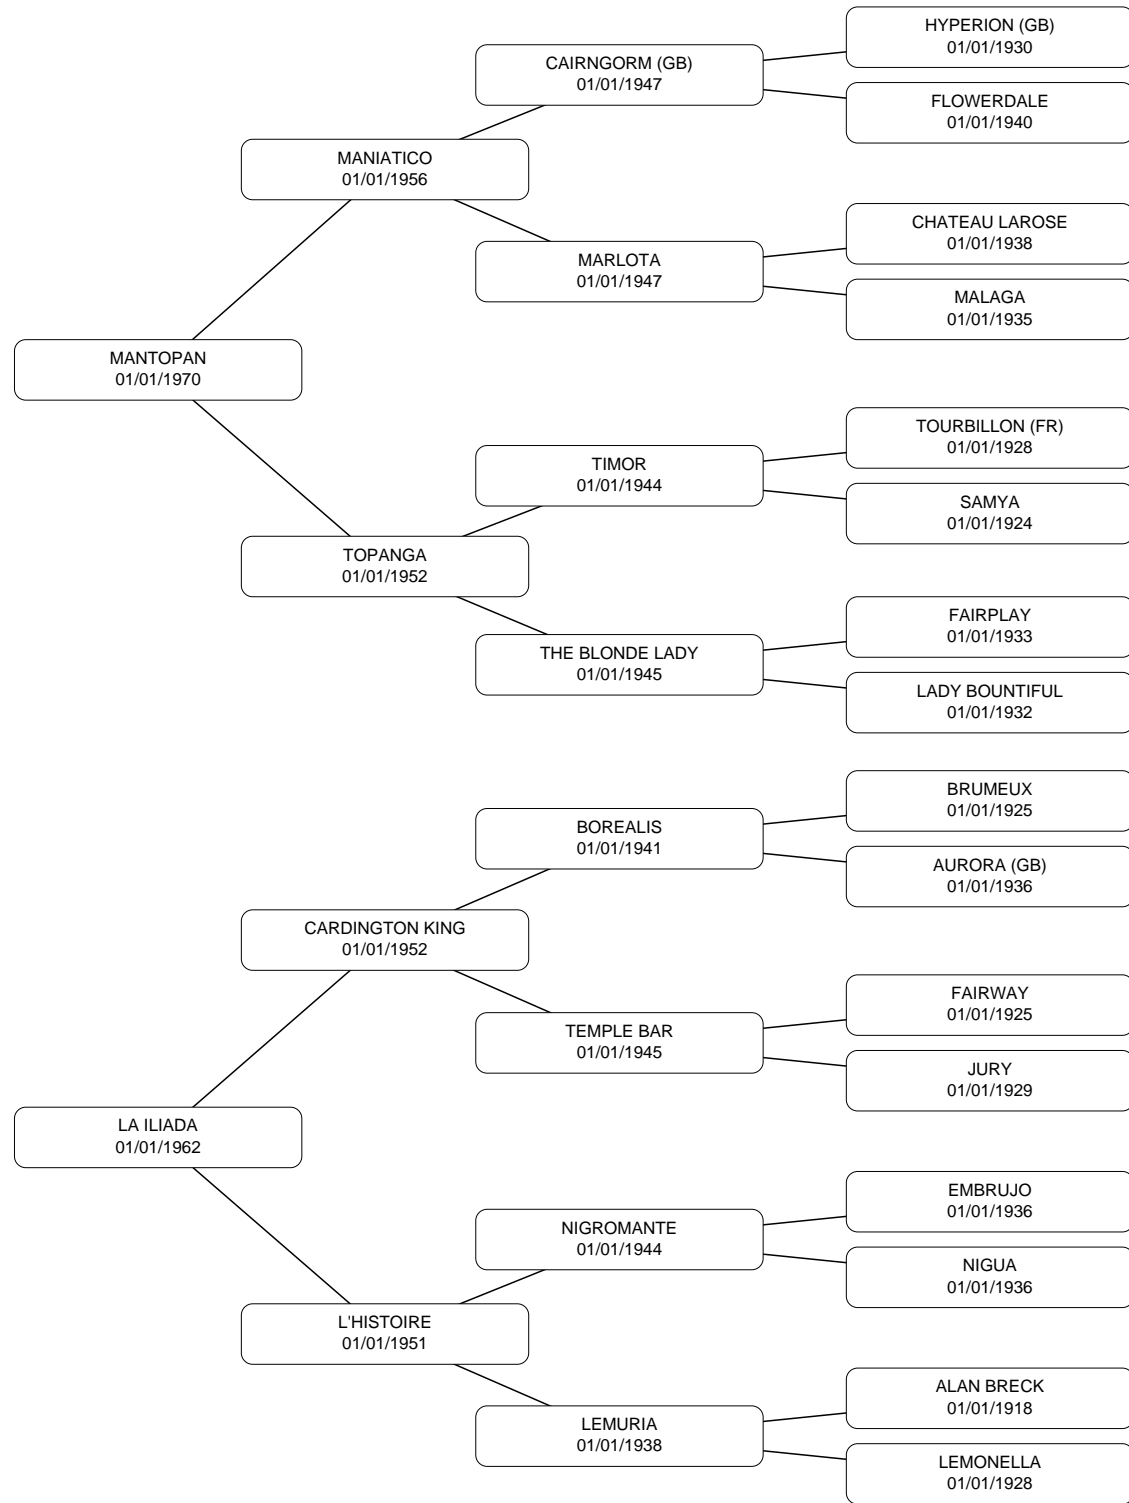 HYPERION (GB)
01/01/1930
CAIRNGORM (GB)
01/01/1947
FLOWERDALE
01/01/1940
MANIATICO
01/01/1956
CHATEAU LAROSE
01/01/1938
MARLOTA
01/01/1947
MALAGA
01/01/1935
MANTOPAN
01/01/1970
TOURBILLON (FR)
01/01/1928
TIMOR
01/01/1944
SAMYA
01/01/1924
TOPANGA
01/01/1952
FAIRPLAY
01/01/1933
THE BLONDE LADY
01/01/1945
LADY BOUNTIFUL
01/01/1932
BRUMEUX
01/01/1925
BOREALIS
01/01/1941
AURORA (GB)
01/01/1936
CARDINGTON KING
01/01/1952
FAIRWAY
01/01/1925
TEMPLE BAR
01/01/1945
JURY
01/01/1929
LA ILIADA
01/01/1962
EMBRUJO
01/01/1936
NIGROMANTE
01/01/1944
NIGUA
01/01/1936
L'HISTOIRE
01/01/1951
ALAN BRECK
01/01/1918
LEMURIA
01/01/1938
LEMONELLA
01/01/1928